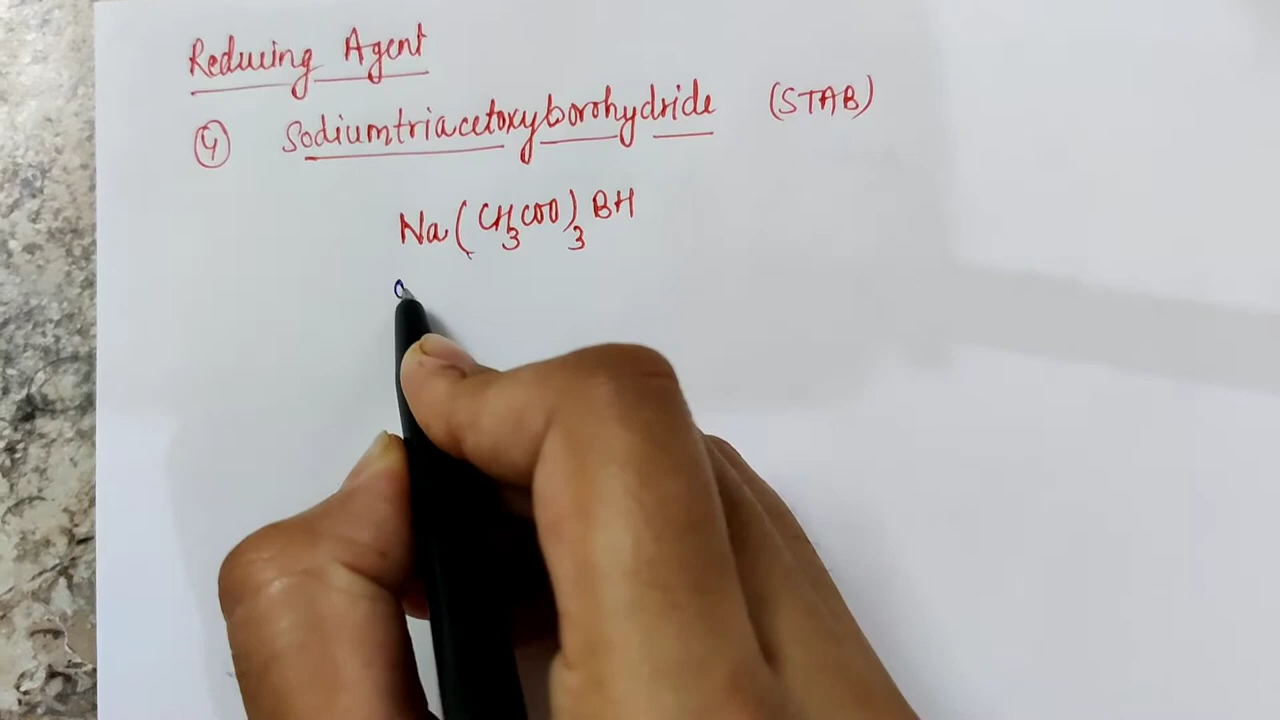 Reducing Agent
④ Sodiumtriacetoxyborohydride (STAB)
Na(CH₃COO)₃BH